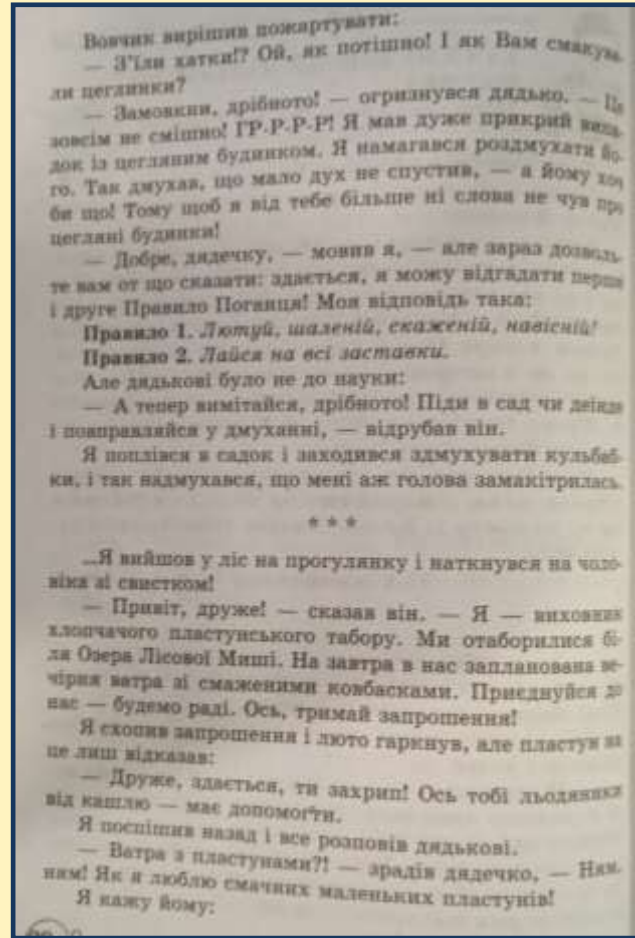 Вовчик вирішив пожартувати:
— З'їли хатки!? Ой, як потішно! І як Вам смакува-
ли цеглинки?
— Замовкни, дрібното! — огризнувся дядько. — Це
зовсім не смішно! ГР-Р-Р-Р! Я мав дуже прикрий випа-
док із цегляним будинком. Я намагався роздмухати йо-
го. Так дмухав, що мало дух не спустив, — а йому хоч
би що! Тому щоб я від тебе більше ні слова не чув про
цегляні будинки!
— Добре, дядечку, — мовив я, — але зараз дозволь-
те вам от що сказати: здається, я можу відгадати перше
і друге Правило Поганця! Моя відповідь така:
Правило 1. Лютуй, шаленій, скаженій, навісній!
Правило 2. Лайся на всі заставки.
Але дядькові було не до науки:
— А тепер вимітайся, дрібното! Піди в сад чи деінде
і повправляйся у дмуханні, — відрубав він.
Я поплівся в садок і заходився здмухувати кульбаб-
ки, і так надмухався, що мені аж голова замакітрилась.
* * *
...Я вийшов у ліс на прогулянку і наткнувся на чоло-
віка зі свистком!
— Привіт, друже! — сказав він. — Я — виховник
хлопчачого пластунського табору. Ми отаборилися бі-
ля Озера Лісової Миші. На завтра в нас запланована ве-
чірня ватра зі смаженими ковбасками. Приєднуйся до
нас — будемо раді. Ось, тримай запрошення!
Я схопив запрошення і люто гаркнув, але пластун на
це лиш відказав:
— Друже, здається, ти захрип! Ось тобі льодяники
від кашлю — має допомогти.
Я поспішив назад і все розповів дядькові.
— Ватра з пластунами?! — зрадів дядечко, — Ням-
ням! Як я люблю смачних маленьких пластунів!
Я кажу йому: